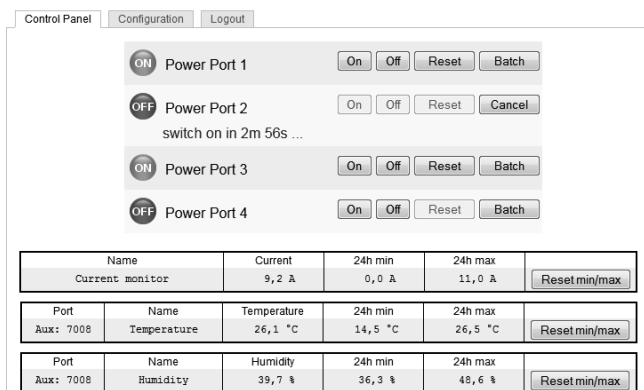 Control Panel Configuration Logout
ON Power Port 1 On Off Reset Batch
OFF Power Port 2 On Off Reset Cancel
switch on in 2m 56s ...
ON Power Port 3 On Off Reset Batch
OFF Power Port 4 On Off Reset Batch
Name Current 24h min 24h max
Current monitor 9,2 A 0,0 A 11,0 A Reset min/max
Port Name Temperature 24h min 24h max
Aux: 7008 Temperature 26,1 °C 14,5 °C 26,5 °C Reset min/max
Port Name Humidity 24h min 24h max
Aux: 7008 Humidity 39,7 % 36,3 % 48,6 % Reset min/max